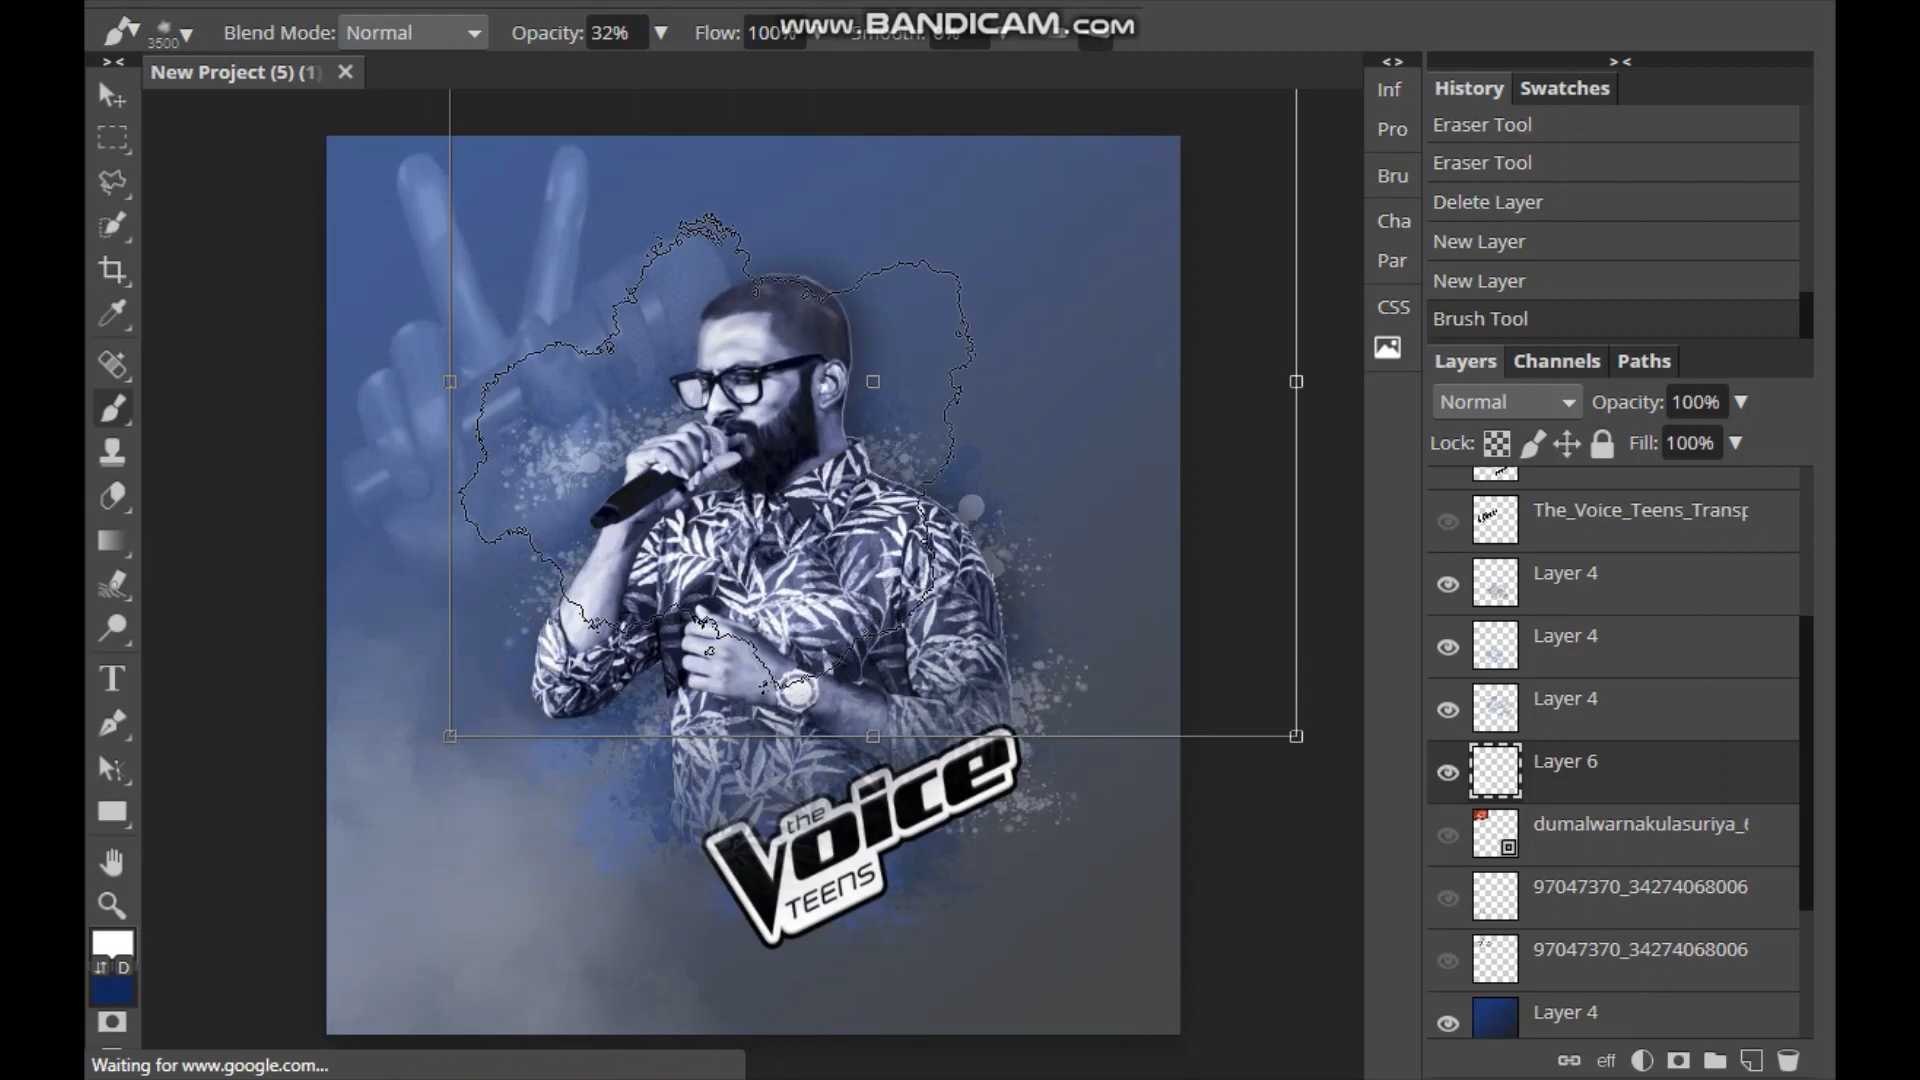 www.BANDICAM.com
3500
Blend Mode: Normal
Opacity: 32%
Flow: 100%
New Project (5) (1)
Inf
Pro
Bru
Cha
Par
CSS
History
Swatches
Eraser Tool
Eraser Tool
Delete Layer
New Layer
New Layer
Brush Tool
Layers
Channels
Paths
Normal
Opacity: 100%
Lock:
Fill: 100%
The_Voice_Teens_Transp
Layer 4
Layer 4
Layer 4
Layer 6
dumalwarnakulasuriya_6
97047370_34274068006
97047370_34274068006
Layer 4
eff
D
the
Voice
TEENS
Waiting for www.google.com...